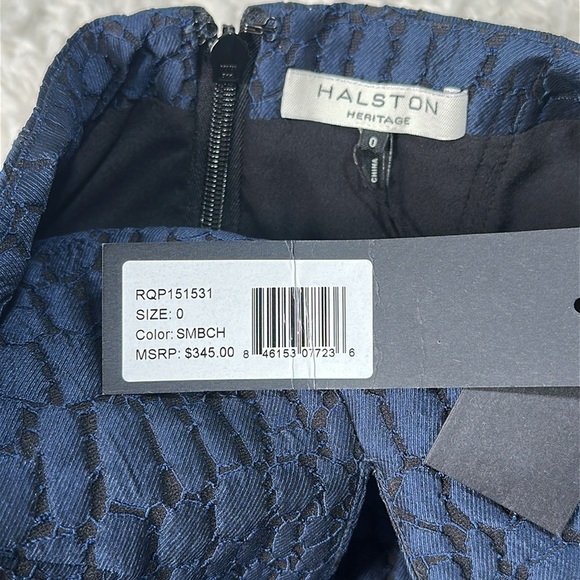 HALSTON
HERITAGE
0
CHINA
RQP151531
SIZE: 0
Color: SMBCH
MSRP: $345.00
8 46153 07723 6